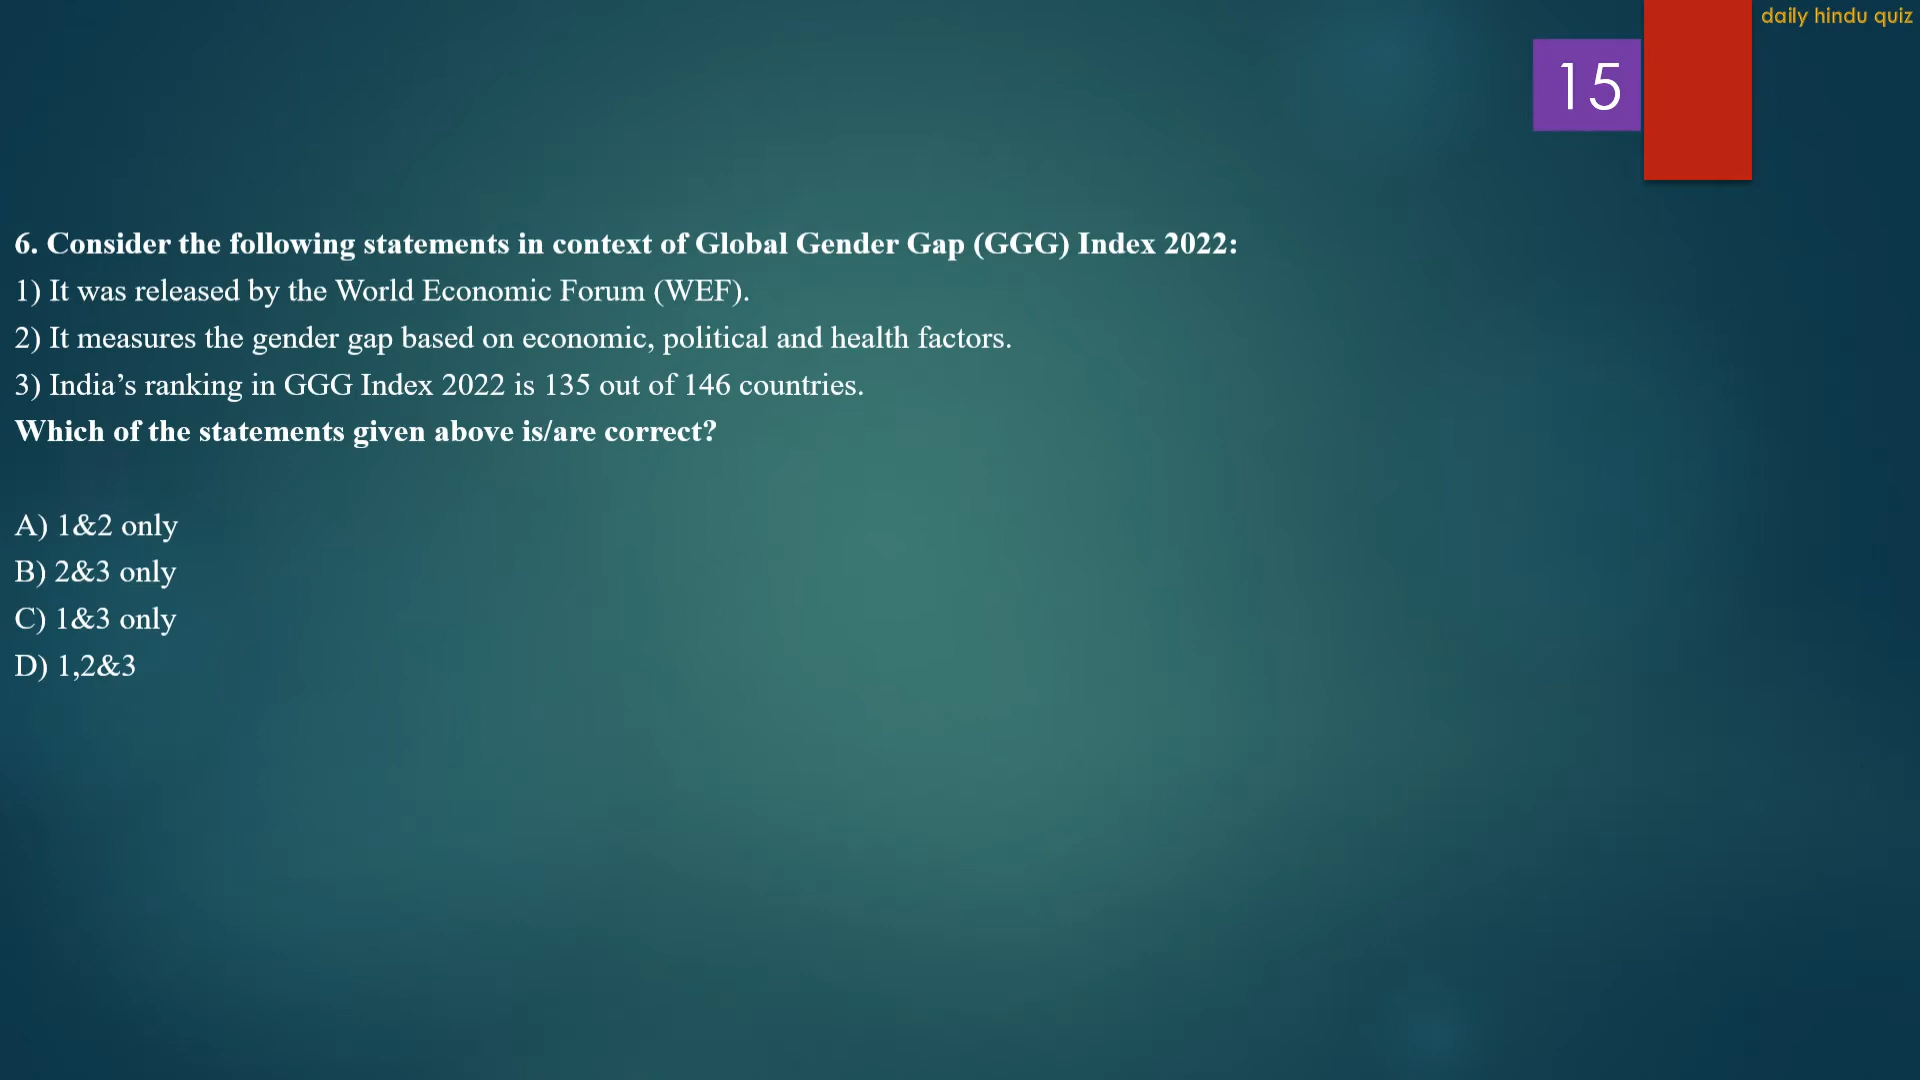 daily hindu quiz
15
6. Consider the following statements in context of Global Gender Gap (GGG) Index 2022:
1) It was released by the World Economic Forum (WEF).
2) It measures the gender gap based on economic, political and health factors.
3) India’s ranking in GGG Index 2022 is 135 out of 146 countries.
Which of the statements given above is/are correct?
A) 1&2 only
B) 2&3 only
C) 1&3 only
D) 1,2&3